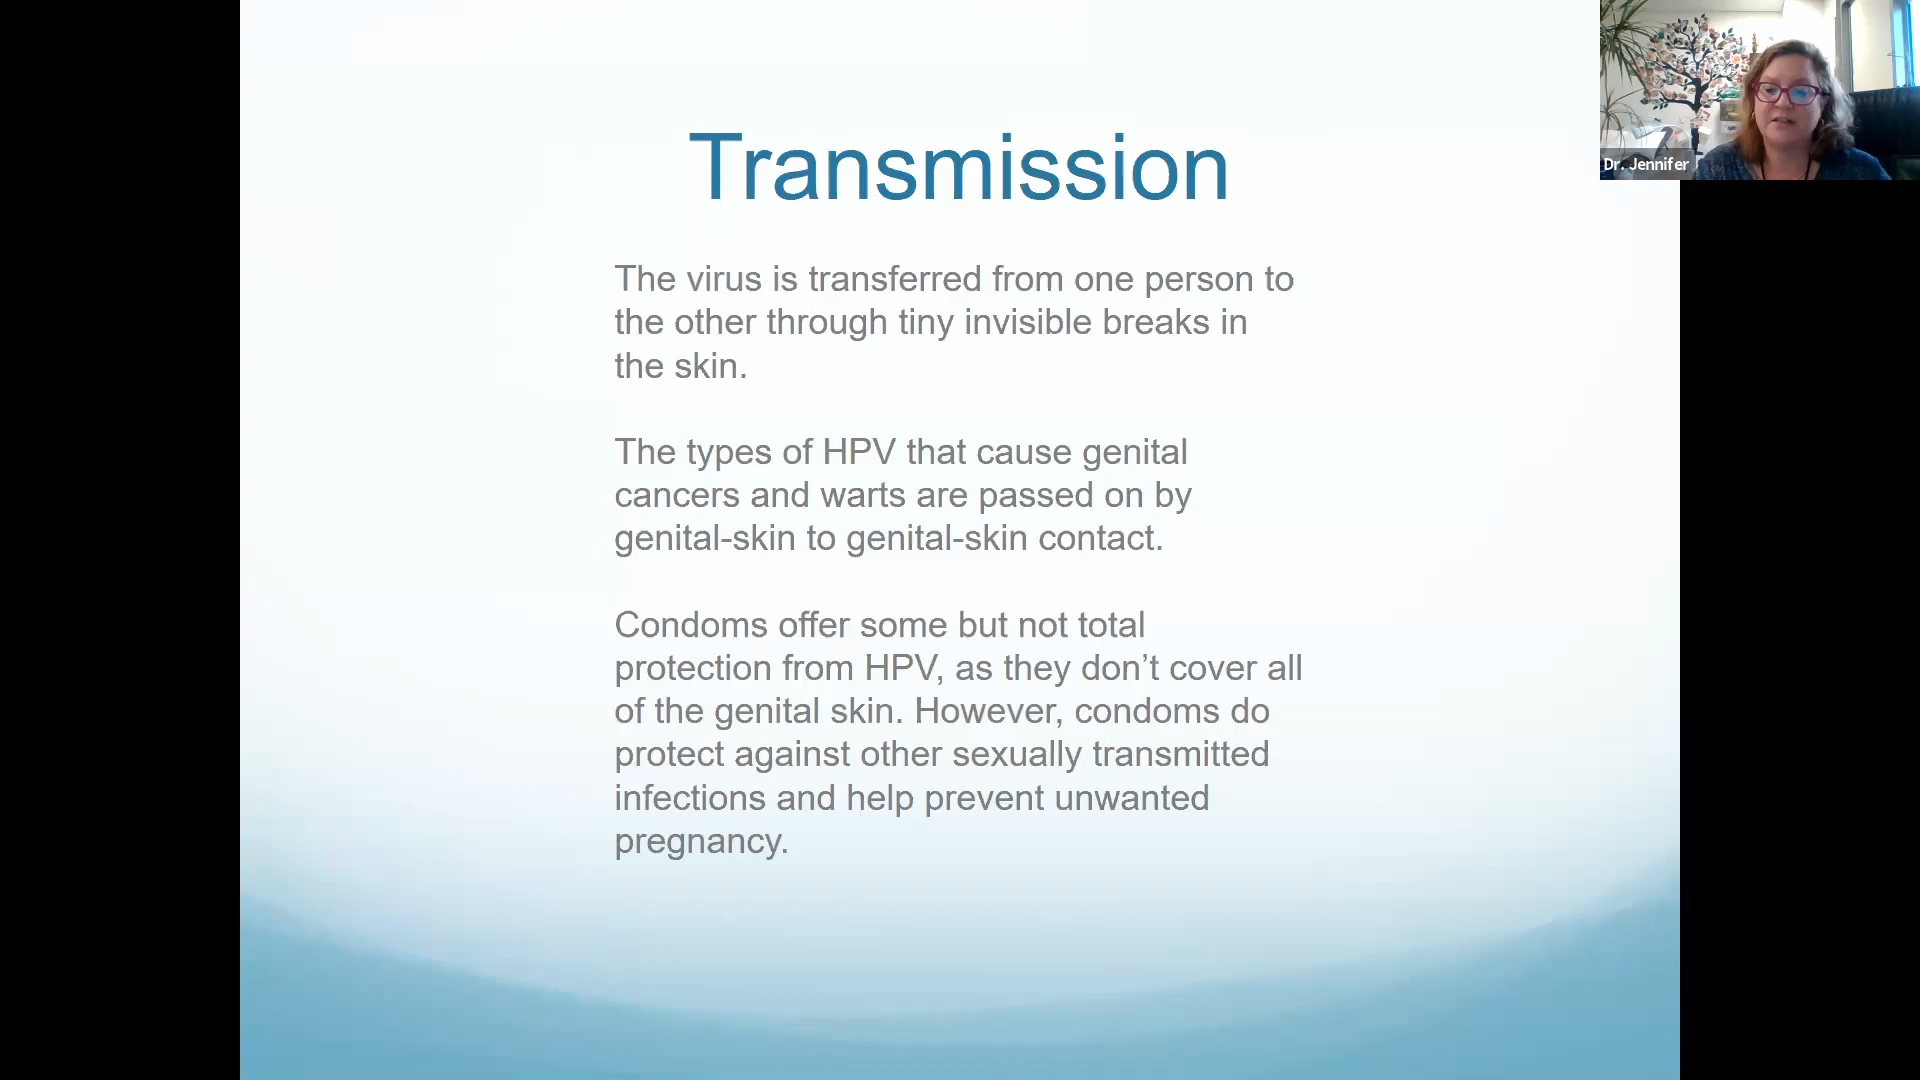 Transmission
The virus is transferred from one person to
the other through tiny invisible breaks in
the skin.
The types of HPV that cause genital
cancers and warts are passed on by
genital-skin to genital-skin contact.
Condoms offer some but not total
protection from HPV, as they don’t cover all
of the genital skin. However, condoms do
protect against other sexually transmitted
infections and help prevent unwanted
pregnancy.
Dr. Jennifer